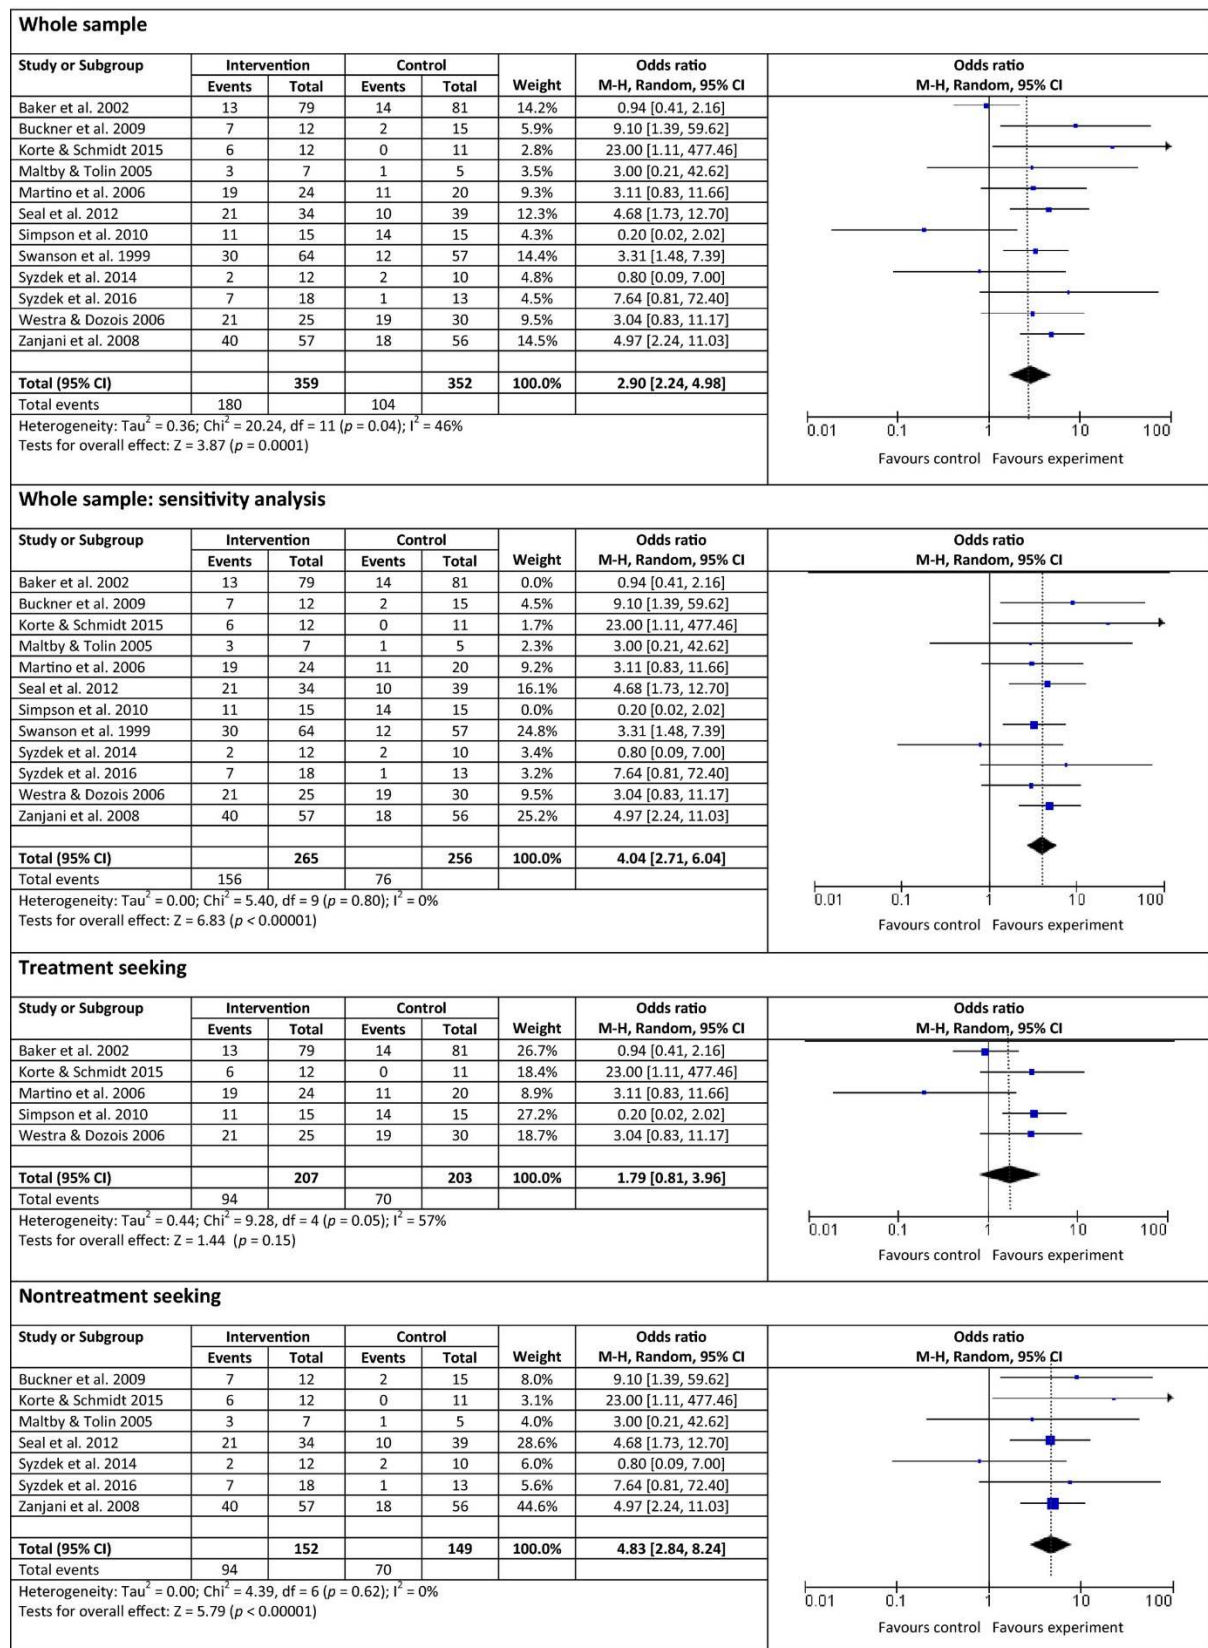 Whole sample
Study or Subgroup Intervention Control Weight Odds ratio M-H, Random, 95% CI Odds ratio M-H, Random, 95% CI
Events Total Events Total
Baker et al. 2002 13 79 14 81 14.2% 0.94 [0.41, 2.16]
Buckner et al. 2009 7 12 2 15 5.9% 9.10 [1.39, 59.62]
Korte & Schmidt 2015 6 12 0 11 2.8% 23.00 [1.11, 477.46]
Maltby & Tolin 2005 3 7 1 5 3.5% 3.00 [0.21, 42.62]
Martino et al. 2006 19 24 11 20 9.3% 3.11 [0.83, 11.66]
Seal et al. 2012 21 34 10 39 12.3% 4.68 [1.73, 12.70]
Simpson et al. 2010 11 15 14 15 4.3% 0.20 [0.02, 2.02]
Swanson et al. 1999 30 64 12 57 14.4% 3.31 [1.48, 7.39]
Syzdek et al. 2014 2 12 2 10 4.8% 0.80 [0.09, 7.00]
Syzdek et al. 2016 7 18 1 13 4.5% 7.64 [0.81, 72.40]
Westra & Dozois 2006 21 25 19 30 9.5% 3.04 [0.83, 11.17]
Zanjani et al. 2008 40 57 18 56 14.5% 4.97 [2.24, 11.03]
Total (95% CI) 359 352 100.0% 2.90 [2.24, 4.98]
Total events 180 104
Heterogeneity: Tau² = 0.36; Chi² = 20.24, df = 11 (p = 0.04); I² = 46%
Tests for overall effect: Z = 3.87 (p = 0.0001)
0.01 0.1 1 10 100
Favours control Favours experiment
Whole sample: sensitivity analysis
Study or Subgroup Intervention Control Weight Odds ratio M-H, Random, 95% CI Odds ratio M-H, Random, 95% CI
Events Total Events Total
Baker et al. 2002 13 79 14 81 0.0% 0.94 [0.41, 2.16]
Buckner et al. 2009 7 12 2 15 4.5% 9.10 [1.39, 59.62]
Korte & Schmidt 2015 6 12 0 11 1.7% 23.00 [1.11, 477.46]
Maltby & Tolin 2005 3 7 1 5 2.3% 3.00 [0.21, 42.62]
Martino et al. 2006 19 24 11 20 9.2% 3.11 [0.83, 11.66]
Seal et al. 2012 21 34 10 39 16.1% 4.68 [1.73, 12.70]
Simpson et al. 2010 11 15 14 15 0.0% 0.20 [0.02, 2.02]
Swanson et al. 1999 30 64 12 57 24.8% 3.31 [1.48, 7.39]
Syzdek et al. 2014 2 12 2 10 3.4% 0.80 [0.09, 7.00]
Syzdek et al. 2016 7 18 1 13 3.2% 7.64 [0.81, 72.40]
Westra & Dozois 2006 21 25 19 30 9.5% 3.04 [0.83, 11.17]
Zanjani et al. 2008 40 57 18 56 25.2% 4.97 [2.24, 11.03]
Total (95% CI) 265 256 100.0% 4.04 [2.71, 6.04]
Total events 156 76
Heterogeneity: Tau² = 0.00; Chi² = 5.40, df = 9 (p = 0.80); I² = 0%
Tests for overall effect: Z = 6.83 (p < 0.00001)
0.01 0.1 1 10 100
Favours control Favours experiment
Treatment seeking
Study or Subgroup Intervention Control Weight Odds ratio M-H, Random, 95% CI Odds ratio M-H, Random, 95% CI
Events Total Events Total
Baker et al. 2002 13 79 14 81 26.7% 0.94 [0.41, 2.16]
Korte & Schmidt 2015 6 12 0 11 18.4% 23.00 [1.11, 477.46]
Martino et al. 2006 19 24 11 20 8.9% 3.11 [0.83, 11.66]
Simpson et al. 2010 11 15 14 15 27.2% 0.20 [0.02, 2.02]
Westra & Dozois 2006 21 25 19 30 18.7% 3.04 [0.83, 11.17]
Total (95% CI) 207 203 100.0% 1.79 [0.81, 3.96]
Total events 94 70
Heterogeneity: Tau² = 0.44; Chi² = 9.28, df = 4 (p = 0.05); I² = 57%
Tests for overall effect: Z = 1.44 (p = 0.15)
0.01 0.1 1 10 100
Favours control Favours experiment
Nontreatment seeking
Study or Subgroup Intervention Control Weight Odds ratio M-H, Random, 95% CI Odds ratio M-H, Random, 95% CI
Events Total Events Total
Buckner et al. 2009 7 12 2 15 8.0% 9.10 [1.39, 59.62]
Korte & Schmidt 2015 6 12 0 11 3.1% 23.00 [1.11, 477.46]
Maltby & Tolin 2005 3 7 1 5 4.0% 3.00 [0.21, 42.62]
Seal et al. 2012 21 34 10 39 28.6% 4.68 [1.73, 12.70]
Syzdek et al. 2014 2 12 2 10 6.0% 0.80 [0.09, 7.00]
Syzdek et al. 2016 7 18 1 13 5.6% 7.64 [0.81, 72.40]
Zanjani et al. 2008 40 57 18 56 44.6% 4.97 [2.24, 11.03]
Total (95% CI) 152 149 100.0% 4.83 [2.84, 8.24]
Total events 94 70
Heterogeneity: Tau² = 0.00; Chi² = 4.39, df = 6 (p = 0.62); I² = 0%
Tests for overall effect: Z = 5.79 (p < 0.00001)
0.01 0.1 1 10 100
Favours control Favours experiment